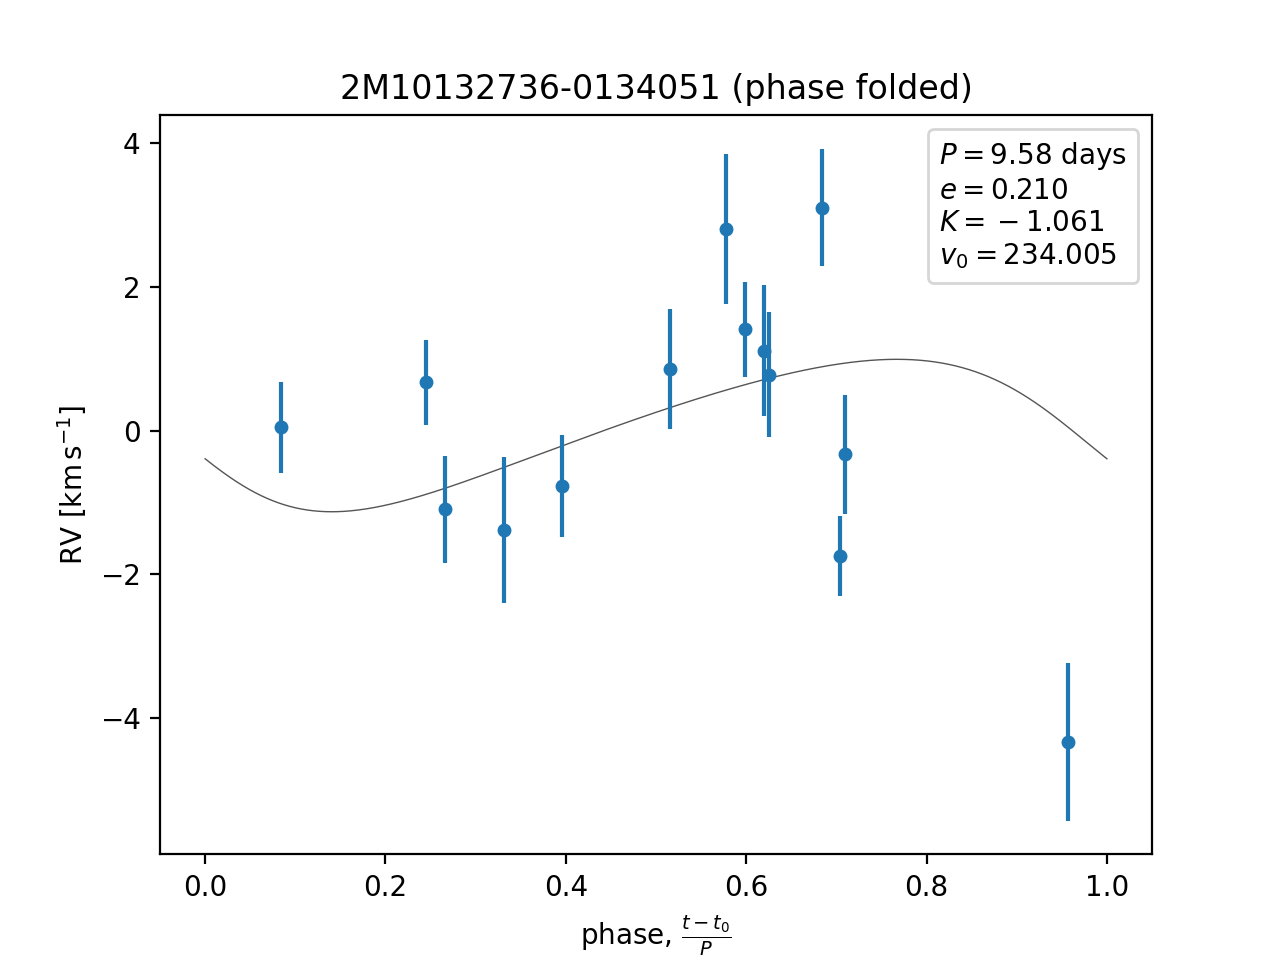 2M10132736-0134051 (phase folded)
P = 9.58 days
e = 0.210
K = −1.061
v₀ = 234.005
4
2
0
−2
−4
RV [km s⁻¹]
0.0 0.2 0.4 0.6 0.8 1.0
phase, (t − t₀)/P